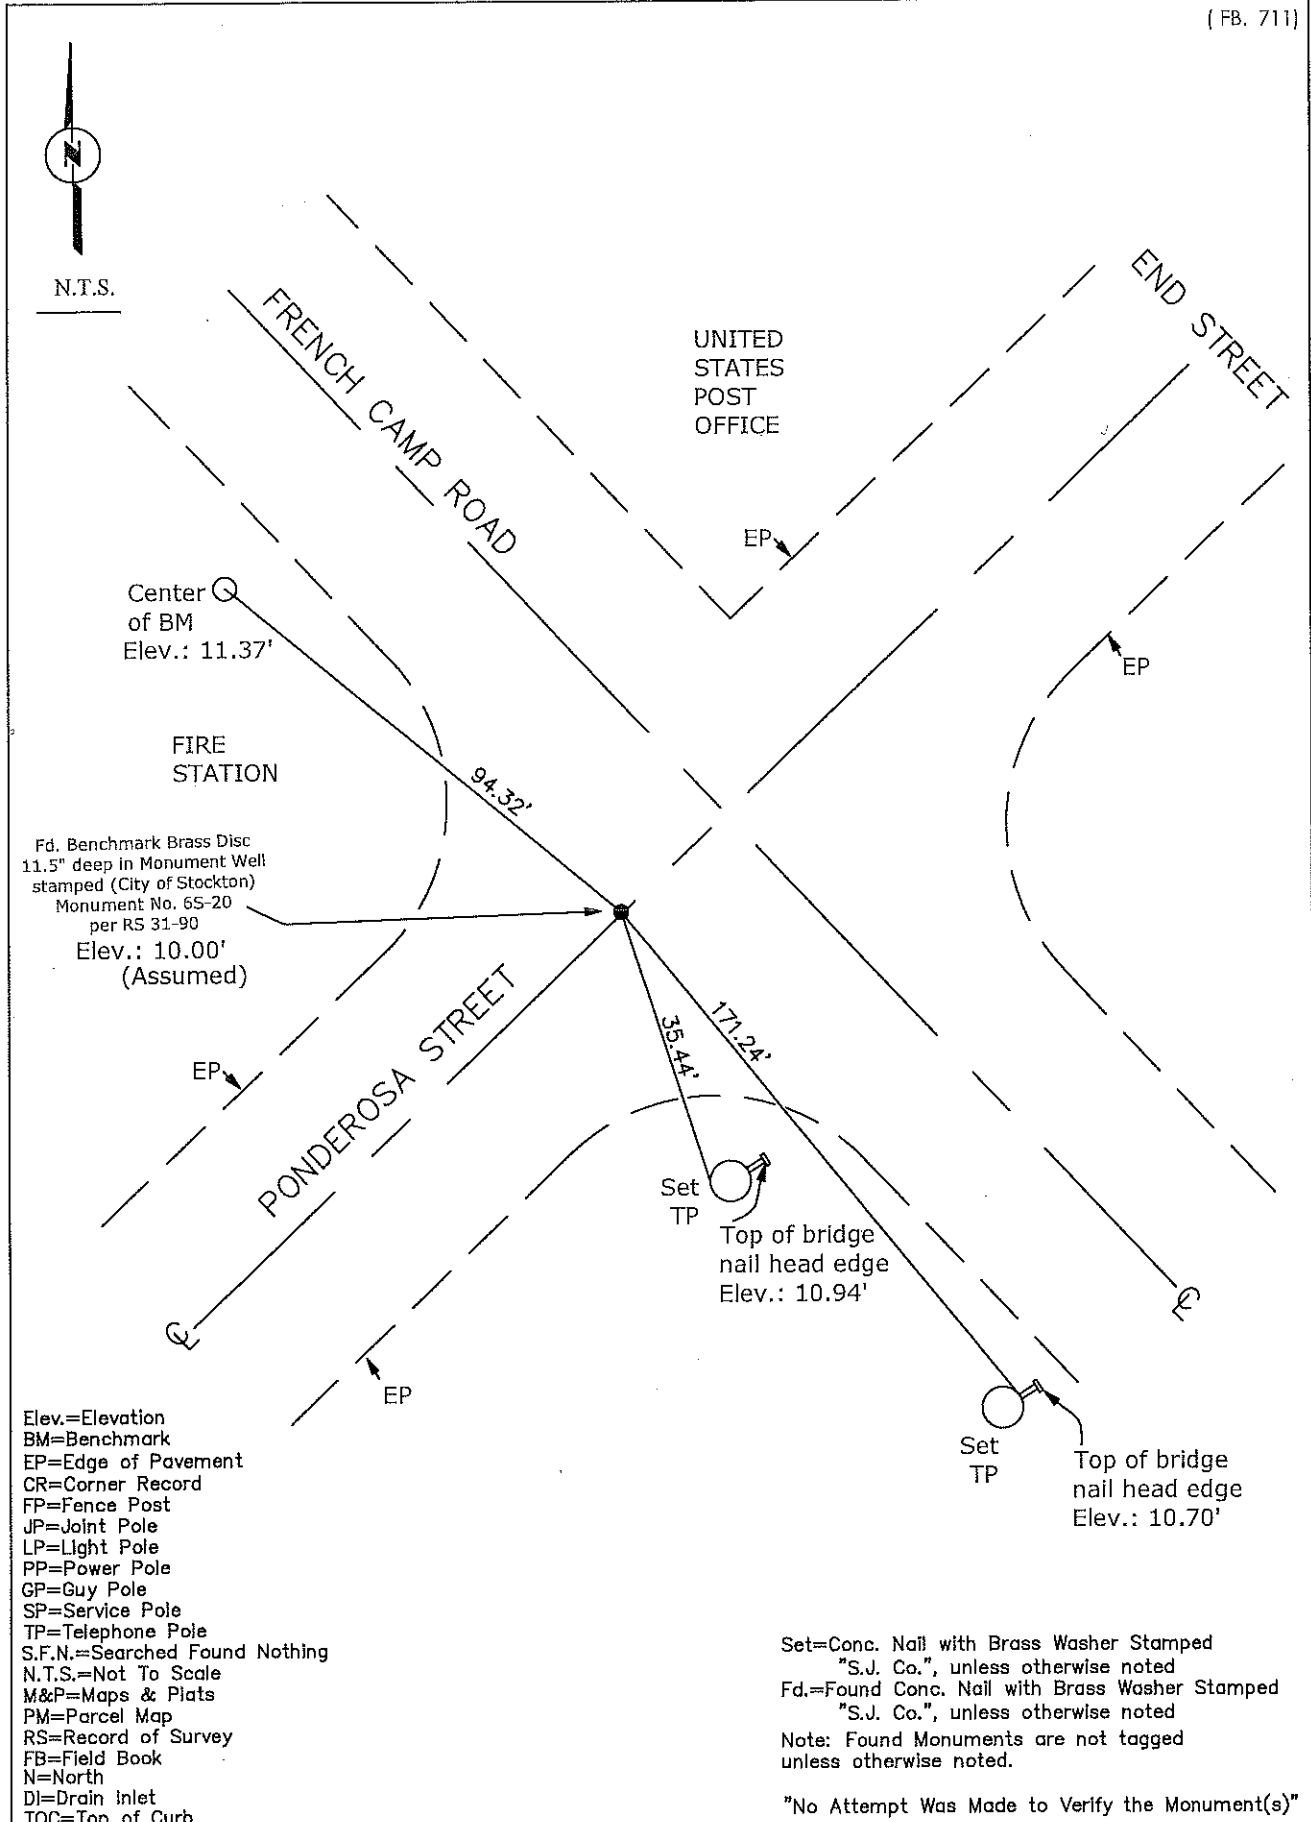 ( FB. 711)
N
N.T.S.
FRENCH CAMP ROAD
UNITED
STATES
POST
OFFICE
END STREET
EP
Center
of BM
Elev.: 11.37'
EP
FIRE
STATION
94.32'
Fd. Benchmark Brass Disc
11.5" deep in Monument Well
stamped (City of Stockton)
Monument No. 6S-20
per RS 31-90
Elev.: 10.00'
(Assumed)
PONDEROSA STREET
35.44'
171.24'
EP
Set
TP
Top of bridge
nail head edge
Elev.: 10.94'
EP
Set
TP
Top of bridge
nail head edge
Elev.: 10.70'
Elev.=Elevation
BM=Benchmark
EP=Edge of Pavement
CR=Corner Record
FP=Fence Post
JP=Joint Pole
LP=Light Pole
PP=Power Pole
GP=Guy Pole
SP=Service Pole
TP=Telephone Pole
S.F.N.=Searched Found Nothing
N.T.S.=Not To Scale
M&P=Maps & Plats
PM=Parcel Map
RS=Record of Survey
FB=Field Book
N=North
DI=Drain Inlet
TOC=Top of Curb
Set=Conc. Nail with Brass Washer Stamped
"S.J. Co.", unless otherwise noted
Fd.=Found Conc. Nail with Brass Washer Stamped
"S.J. Co.", unless otherwise noted
Note: Found Monuments are not tagged
unless otherwise noted.
"No Attempt Was Made to Verify the Monument(s)"